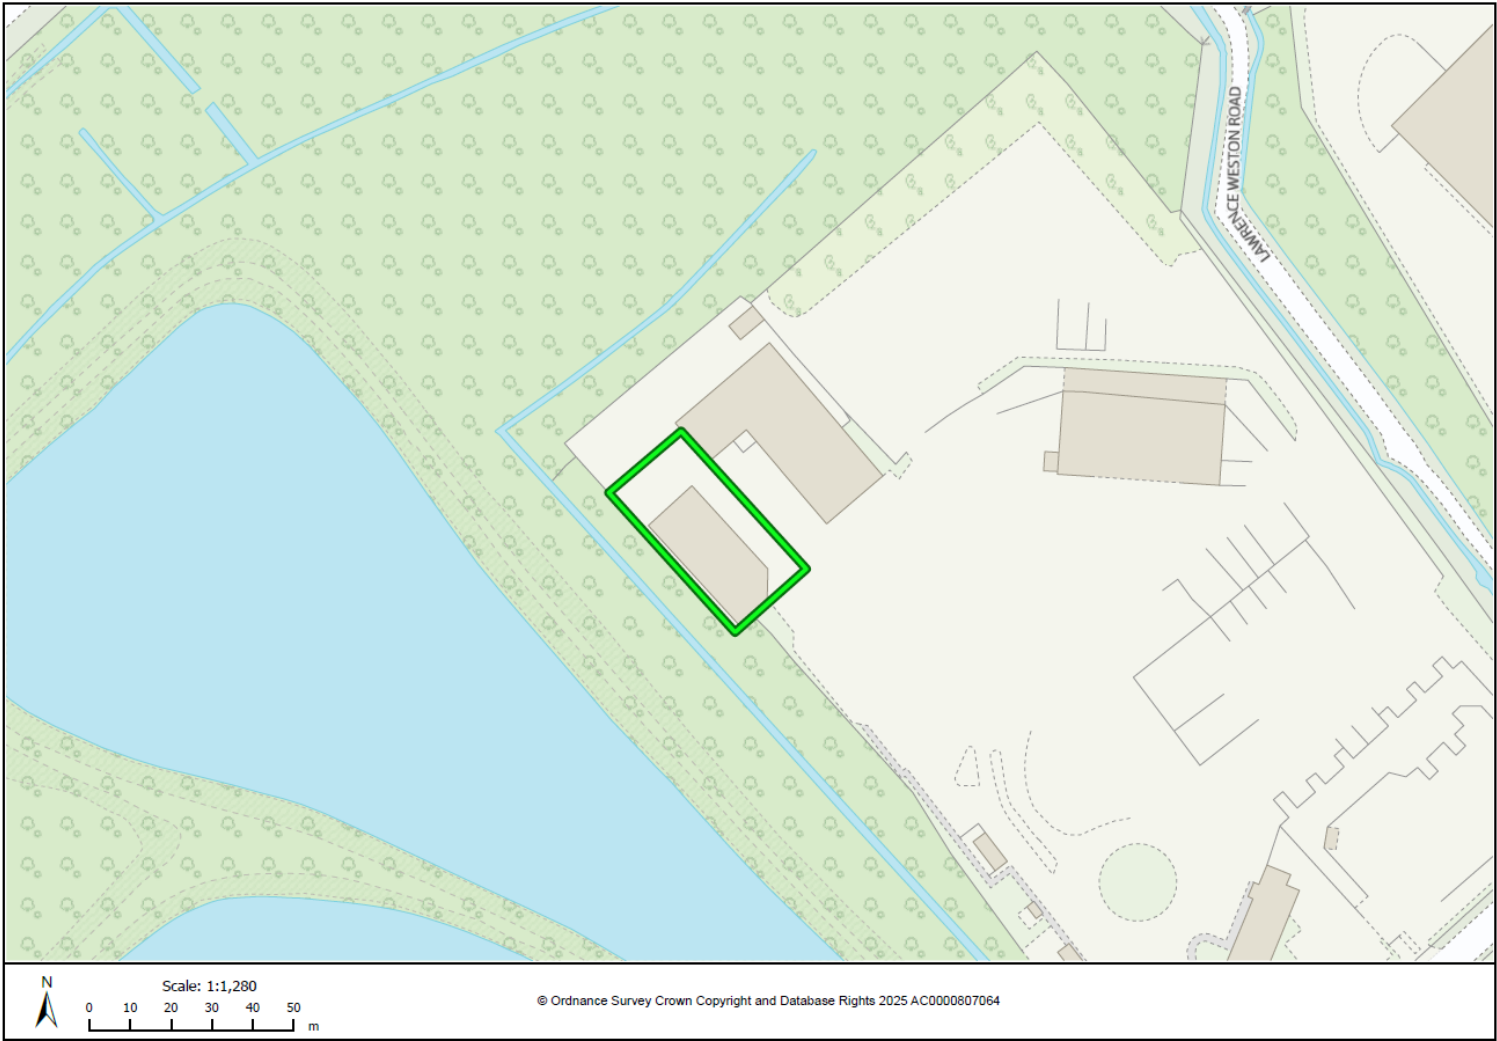 LAWRENCE WESTON ROAD
N
Scale: 1:1,280
0 10 20 30 40 50
m
© Ordnance Survey Crown Copyright and Database Rights 2025 AC0000807064